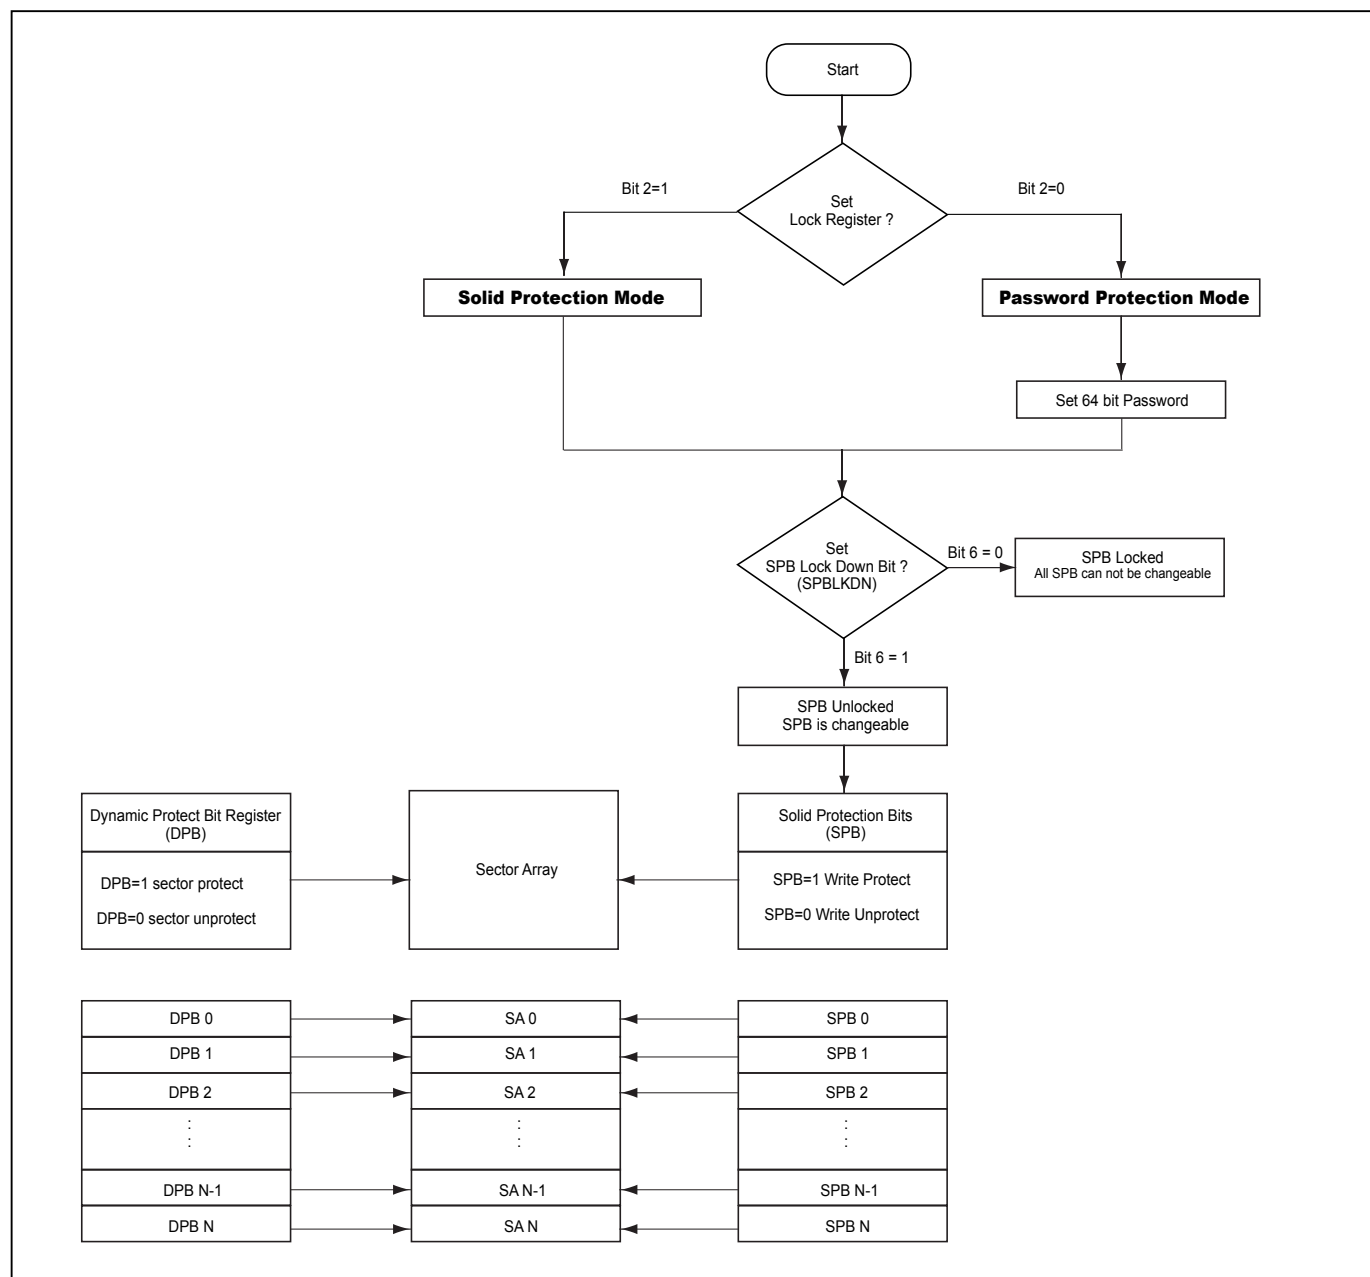 Start
Bit 2=1
Bit 2=0
Set
Lock Register ?
Solid Protection Mode
Password Protection Mode
Set 64 bit Password
Set
SPB Lock Down Bit ?
(SPBLKDN)
Bit 6 = 0
SPB Locked
All SPB can not be changeable
Bit 6 = 1
SPB Unlocked
SPB is changeable
Dynamic Protect Bit Register
(DPB)
DPB=1 sector protect
DPB=0 sector unprotect
Sector Array
Solid Protection Bits
(SPB)
SPB=1 Write Protect
SPB=0 Write Unprotect
DPB 0
SA 0
SPB 0
DPB 1
SA 1
SPB 1
DPB 2
SA 2
SPB 2
DPB N-1
SA N-1
SPB N-1
DPB N
SA N
SPB N